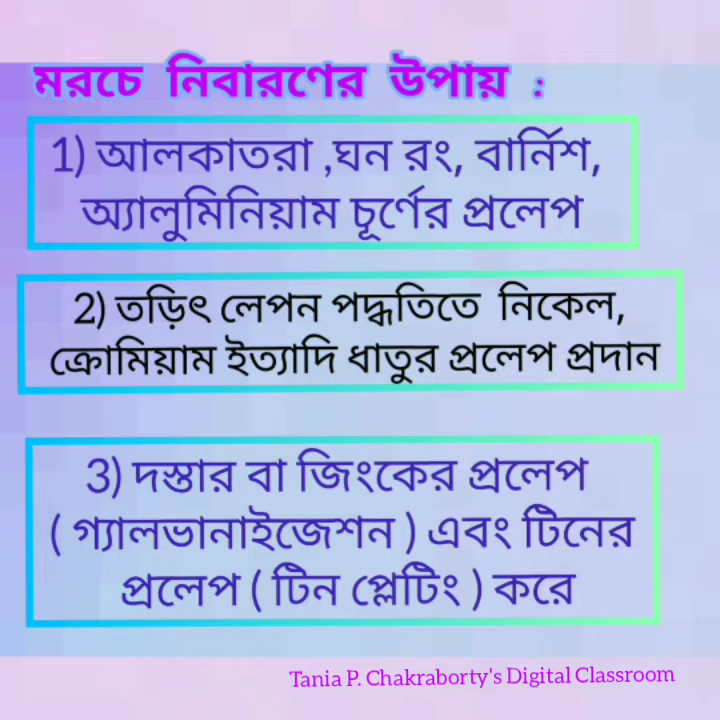 মরচে নিবারণের উপায় :
1) আলকাতরা ,ঘন রং, বার্নিশ,
অ্যালুমিনিয়াম চূর্ণের প্রলেপ
2) তড়িৎ লেপন পদ্ধতিতে নিকেল,
ক্রোমিয়াম ইত্যাদি ধাতুর প্রলেপ প্রদান
3) দস্তার বা জিংকের প্রলেপ
( গ্যালভানাইজেশন ) এবং টিনের
প্রলেপ ( টিন প্লেটিং ) করে
Tania P. Chakraborty's Digital Classroom